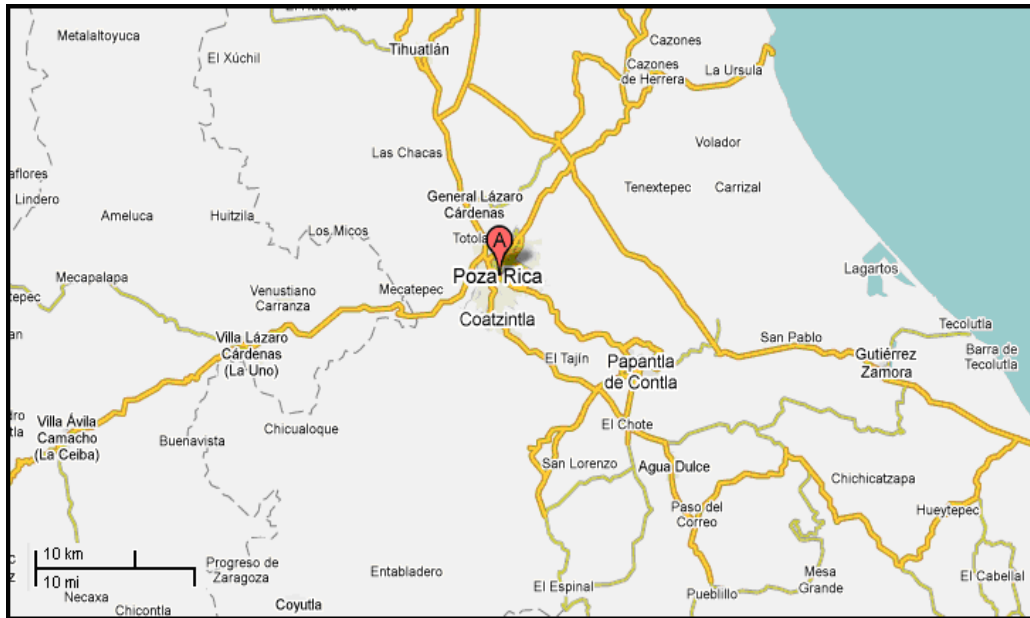 Metalaltoyuca
El Xúchil
Tihuatlán
Cazones
Cazones
de Herrera
La Ursula
Las Chacas
Volador
Lindero
Ameluca
Huitzila
General Lázaro
Cárdenas
Tenextepec
Carrizal
Los Micos
A
Poza Rica
Lagartos
Mecapalapa
Venustiano
Carranza
Mecatepec
Coatzintla
Tecolutla
Villa Lázaro
Cárdenas
(La Uno)
El Tajín
Papantla
de Contla
San Pablo
Gutiérrez
Zamora
Barra de
Tecolutla
Villa Ávila
Camacho
(La Ceiba)
Buenavista
Chicualoque
El Chote
San Lorenzo
Agua Dulce
Chichicatzapa
Paso del
Correo
Hueytepec
10 km
10 mi
Progreso de
Zaragoza
Entabladero
El Espinal
Mesa
Grande
El Cabellal
Necaxa
Chicontla
Coyutla
Pueblillo